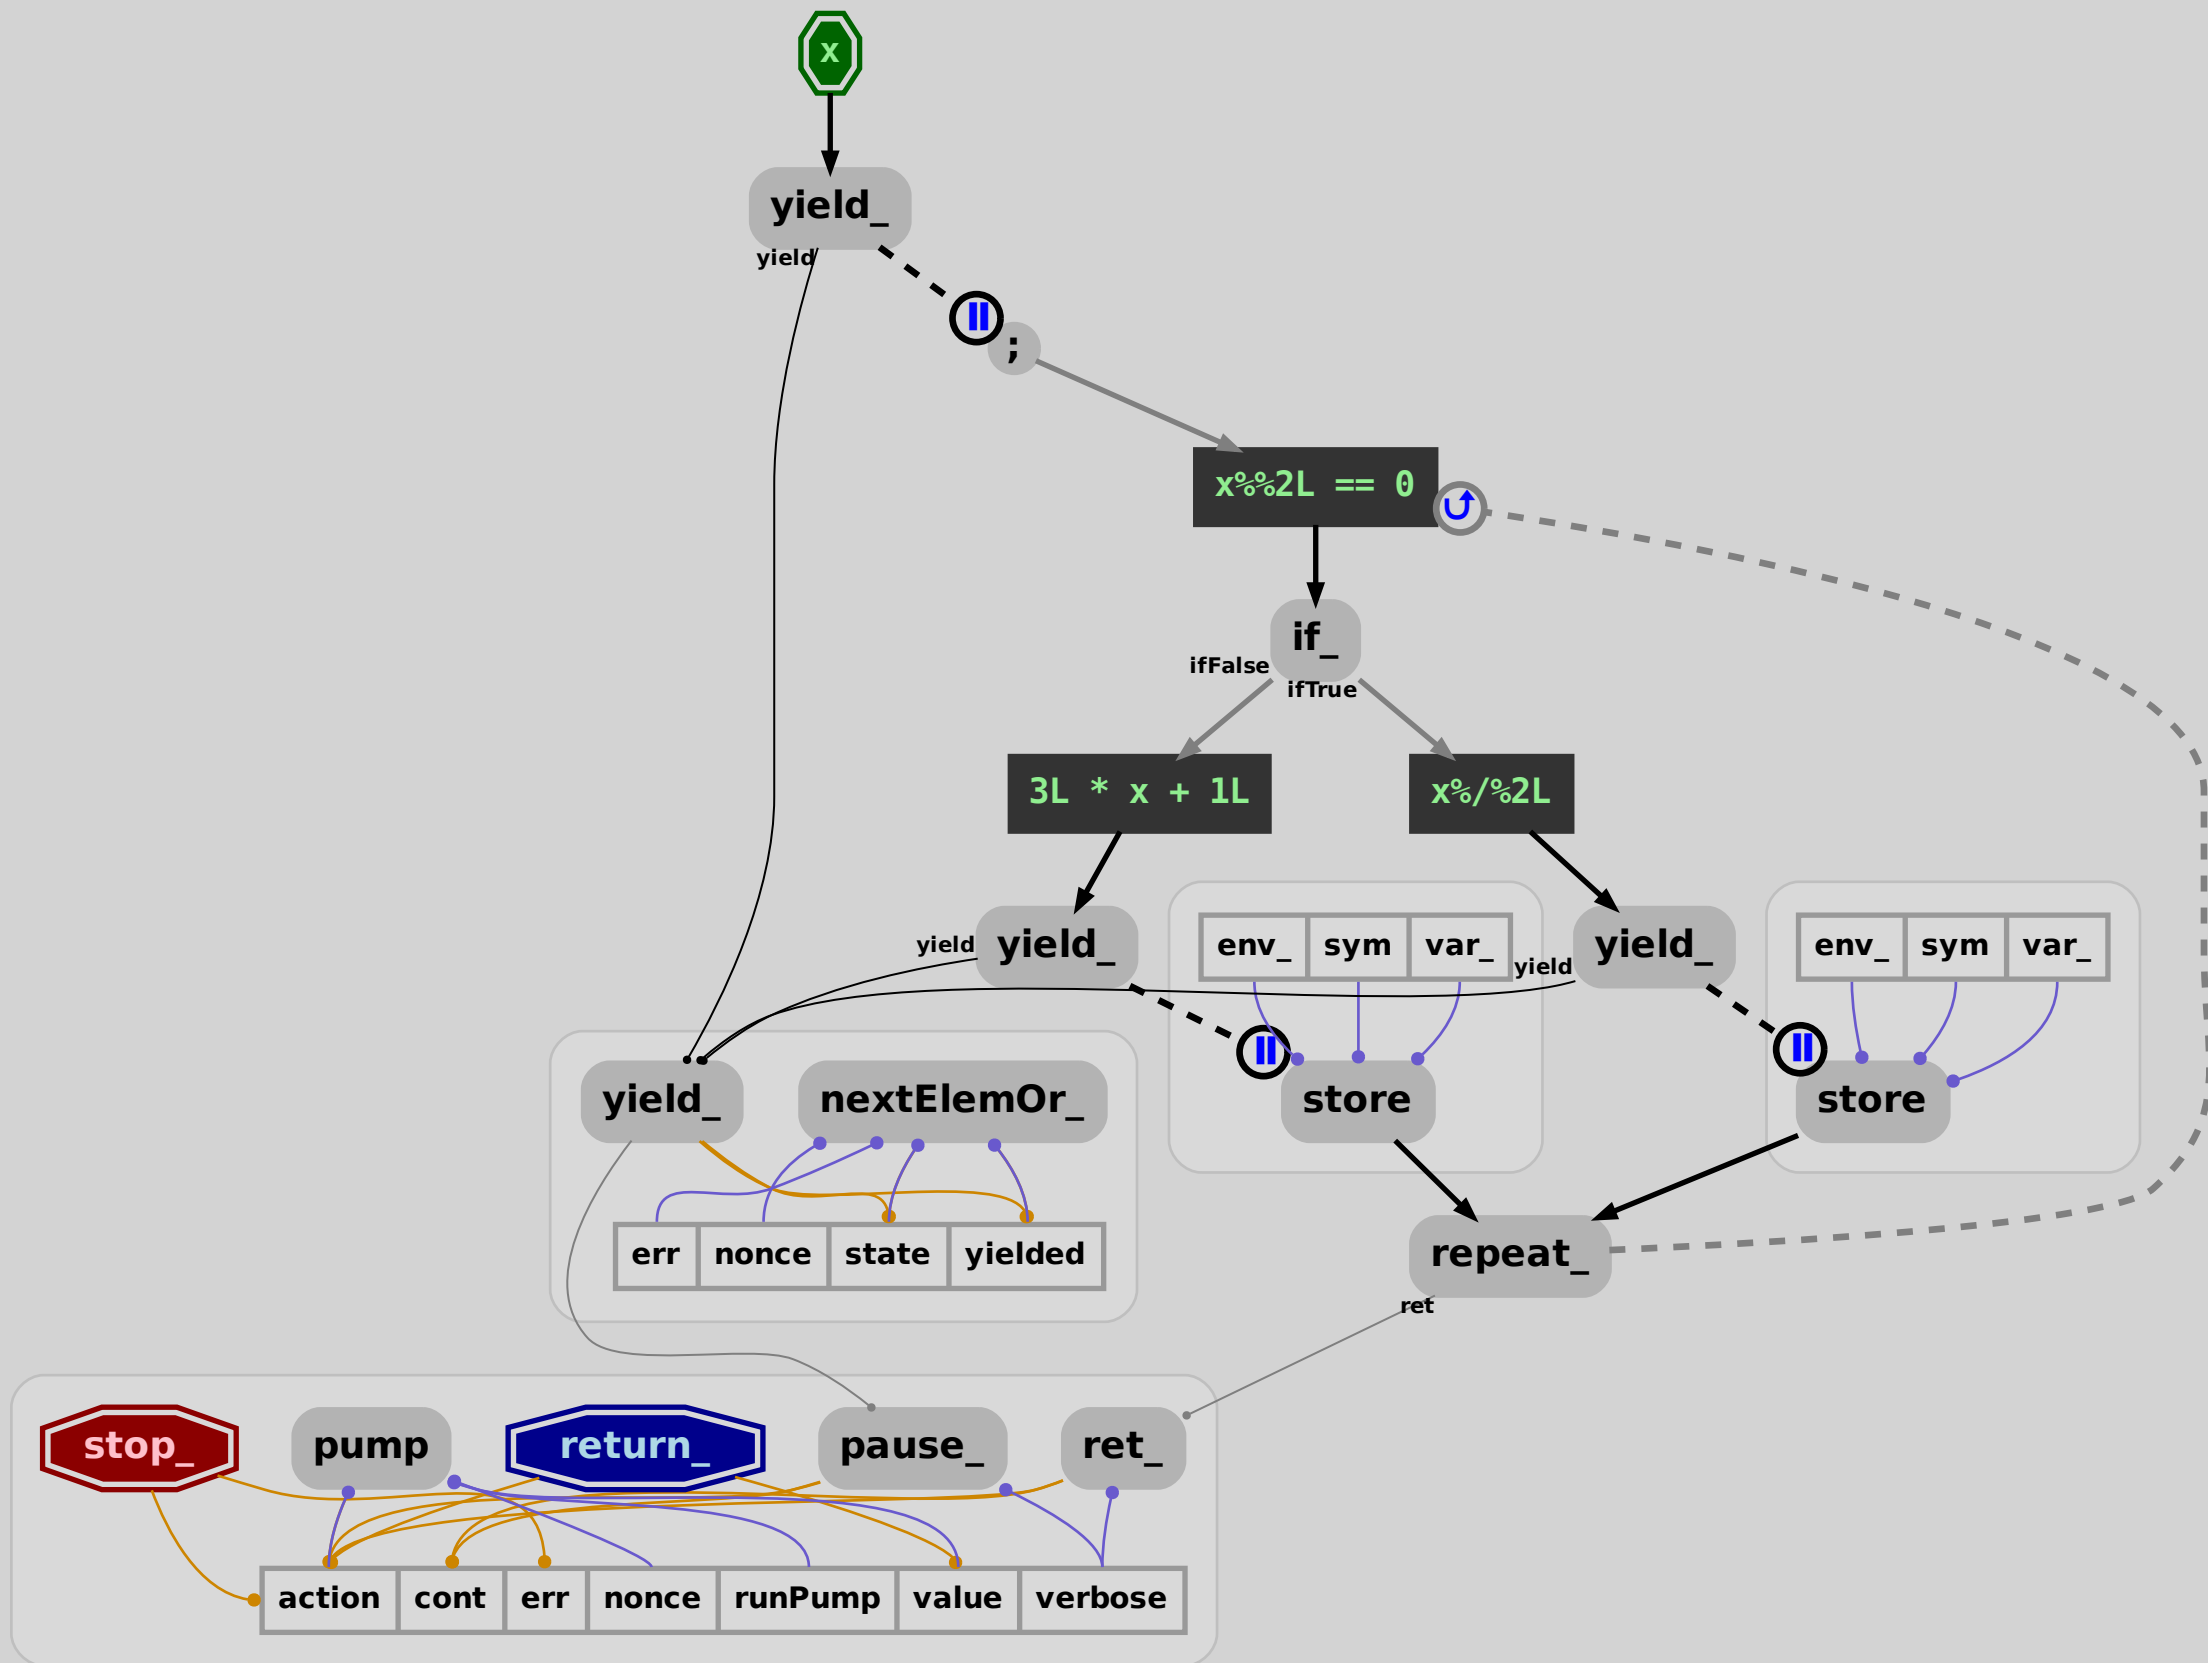 x
yield_
yield
;
x%%2L == 0
if_
ifFalse
ifTrue
3L * x + 1L
x%/%2L
yield
yield_
env_ sym var_
yield
yield_
env_ sym var_
yield_
nextElemOr_
store
store
err nonce state yielded
repeat_
ret
stop_
pump
return_
pause_
ret_
action cont err nonce runPump value verbose